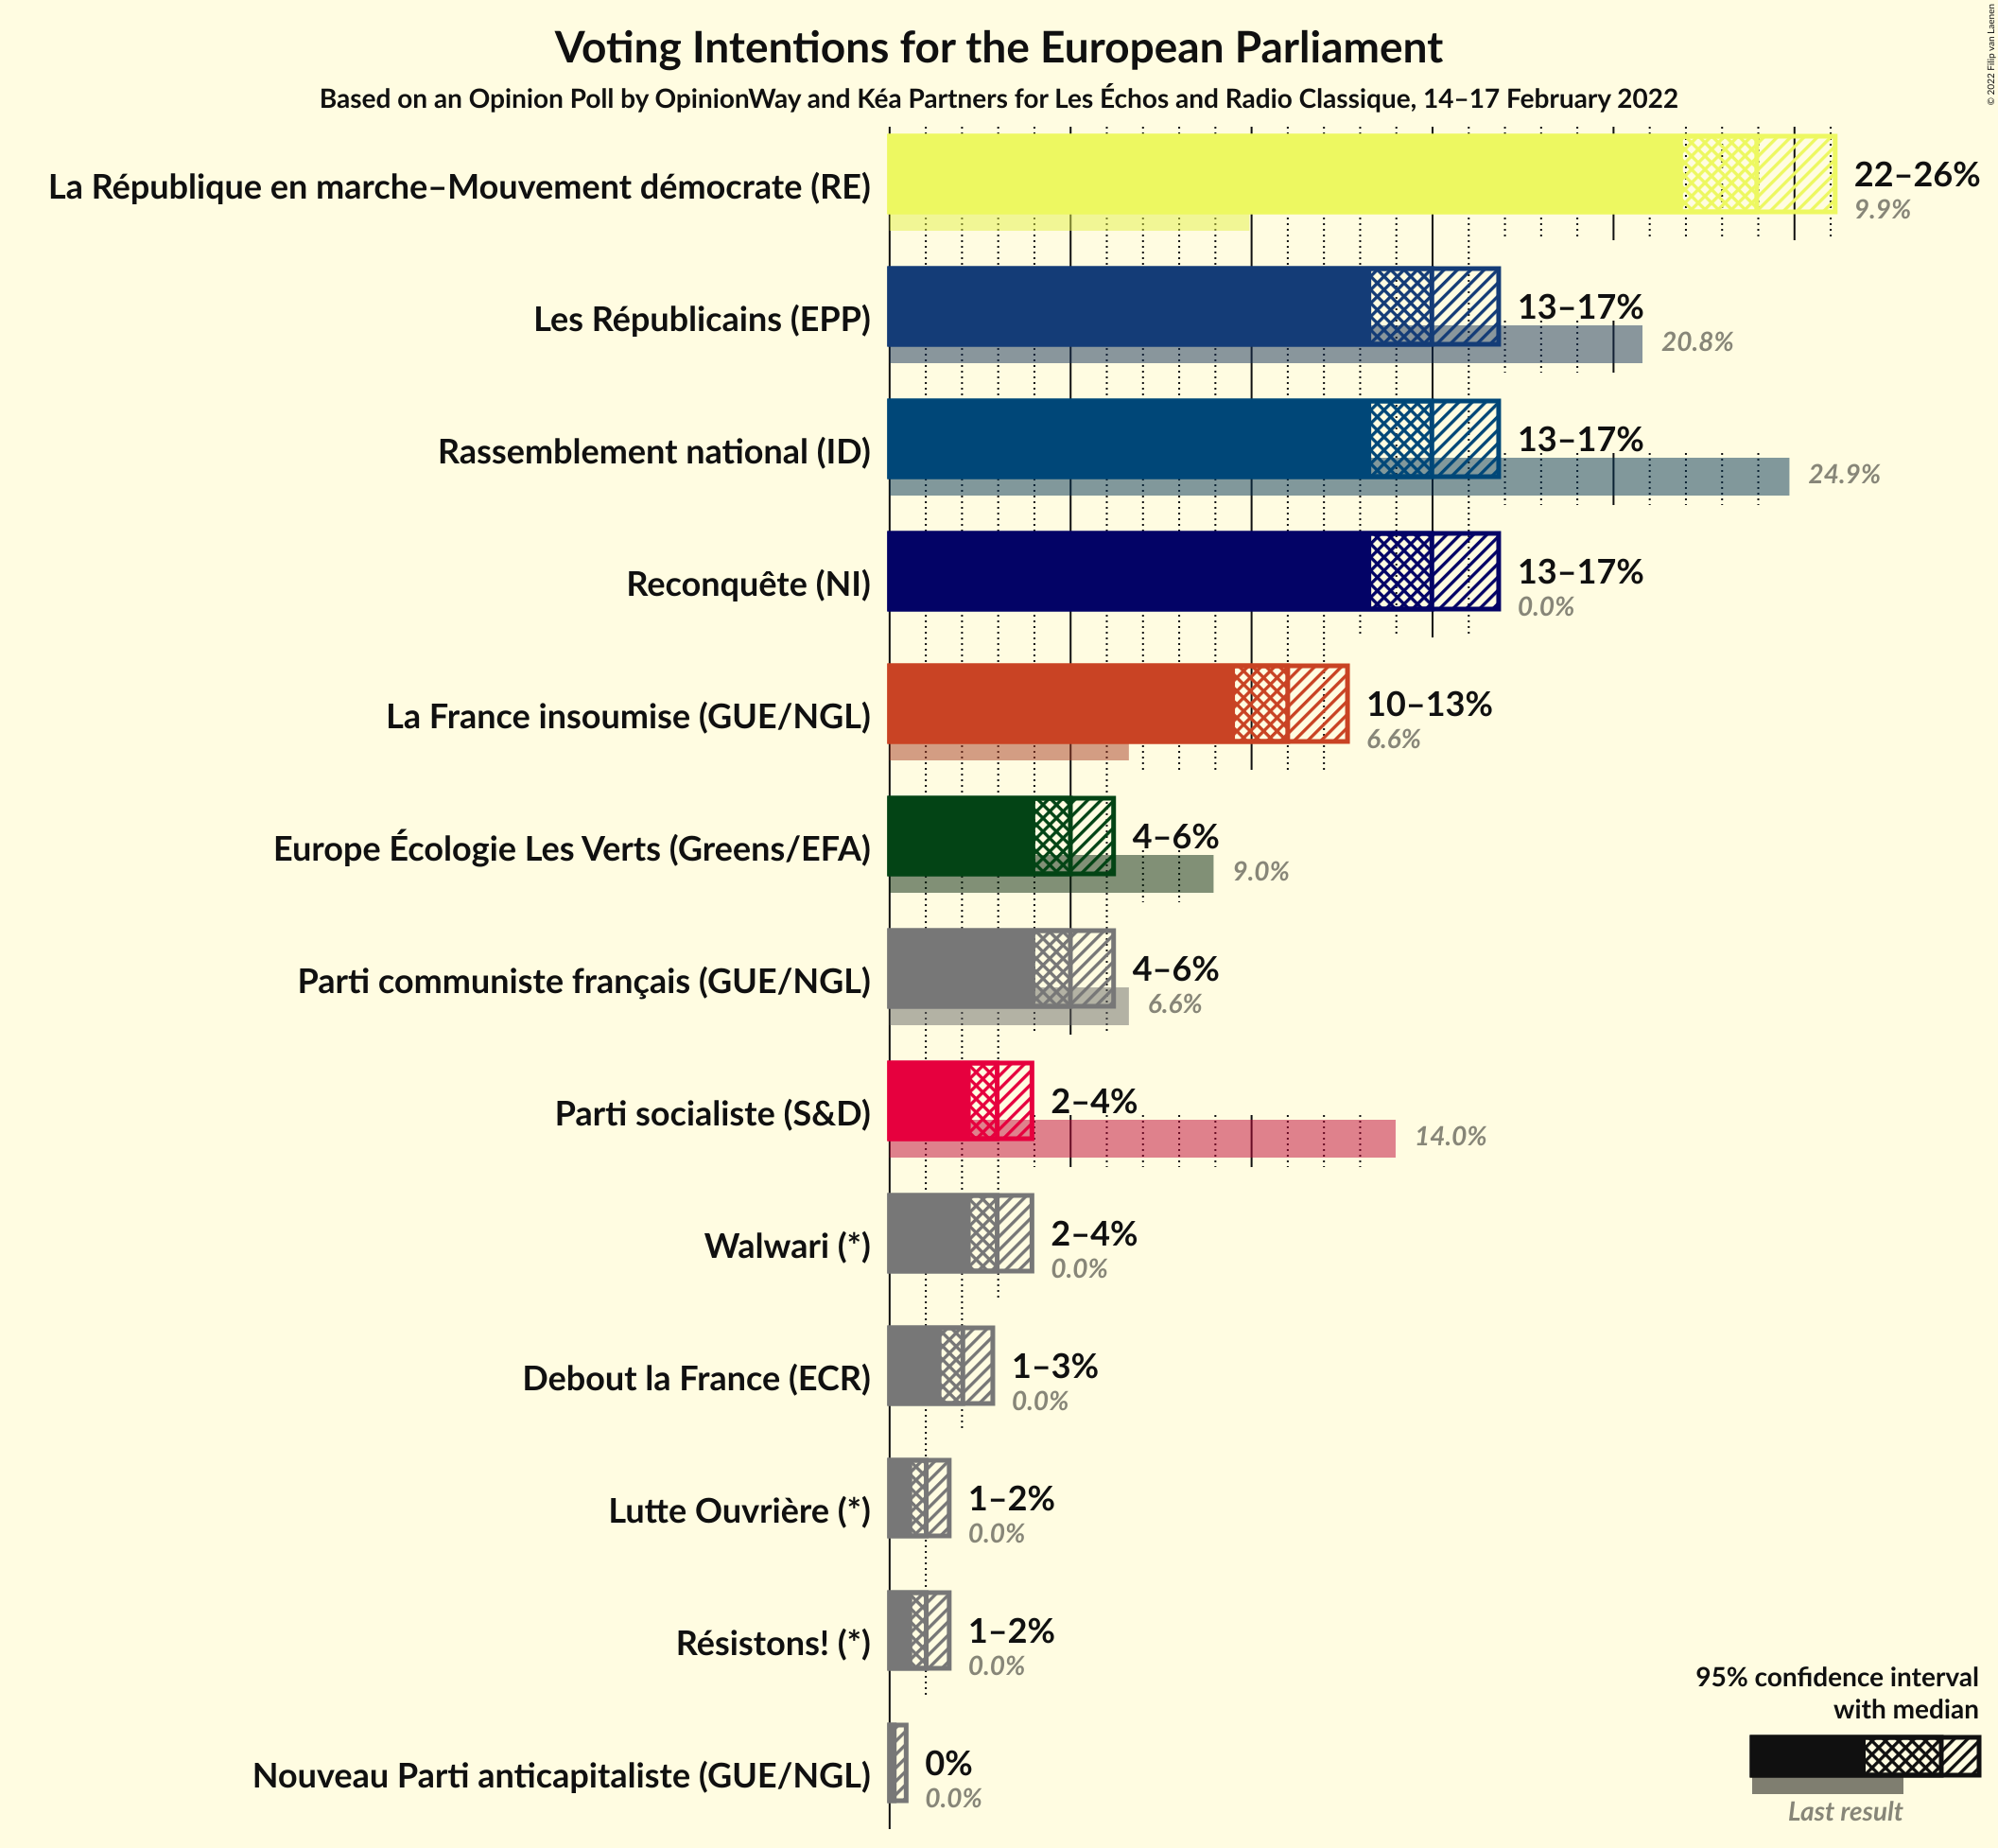 Voting Intentions for the European Parliament
Based on an Opinion Poll by OpinionWay and Kéa Partners for Les Échos and Radio Classique, 14–17 February 2022
© 2022 Filip van Laenen
La République en marche–Mouvement démocrate (RE)
22–26%
9.9%
Les Républicains (EPP)
13–17%
20.8%
Rassemblement national (ID)
13–17%
24.9%
Reconquête (NI)
13–17%
0.0%
La France insoumise (GUE/NGL)
10–13%
6.6%
Europe Écologie Les Verts (Greens/EFA)
4–6%
9.0%
Parti communiste français (GUE/NGL)
4–6%
6.6%
Parti socialiste (S&D)
2–4%
14.0%
Walwari (*)
2–4%
0.0%
Debout la France (ECR)
1–3%
0.0%
Lutte Ouvrière (*)
1–2%
0.0%
Résistons! (*)
1–2%
0.0%
Nouveau Parti anticapitaliste (GUE/NGL)
0%
0.0%
95% confidence interval
with median
Last result